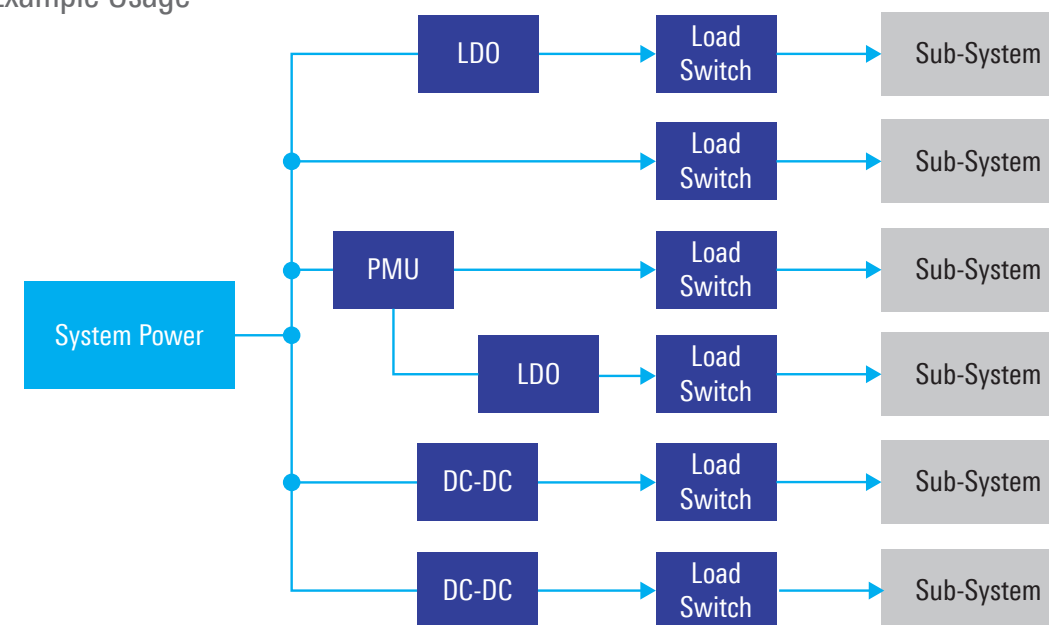 Example Usage
LDO
Load
Switch
Sub-System
Load
Switch
Sub-System
PMU
Load
Switch
Sub-System
System Power
LDO
Load
Switch
Sub-System
DC-DC
Load
Switch
Sub-System
DC-DC
Load
Switch
Sub-System